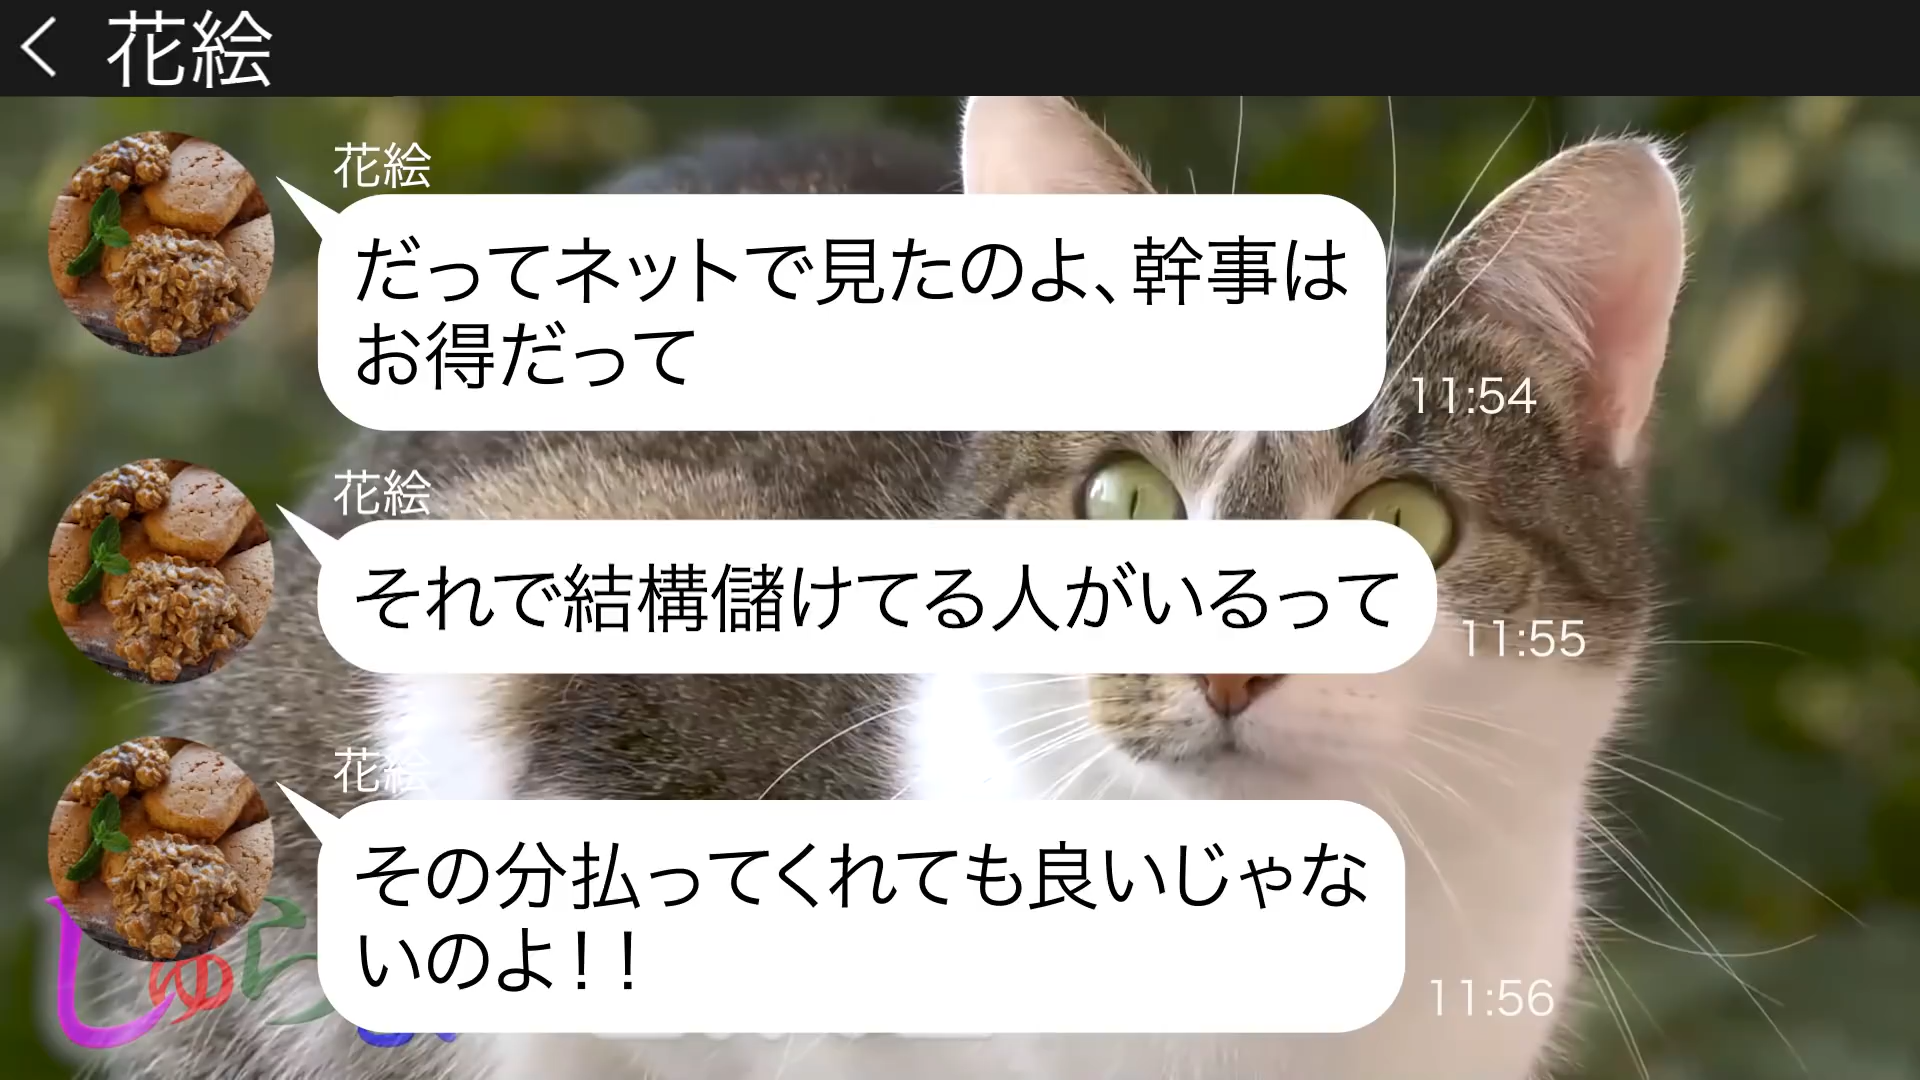 花絵
花絵
だってネットで見たのよ、幹事は
お得だって
11:54
花絵
それで結構儲けてる人がいるって
11:55
花絵
その分払ってくれても良いじゃな
いのよ！！
11:56
しゅら